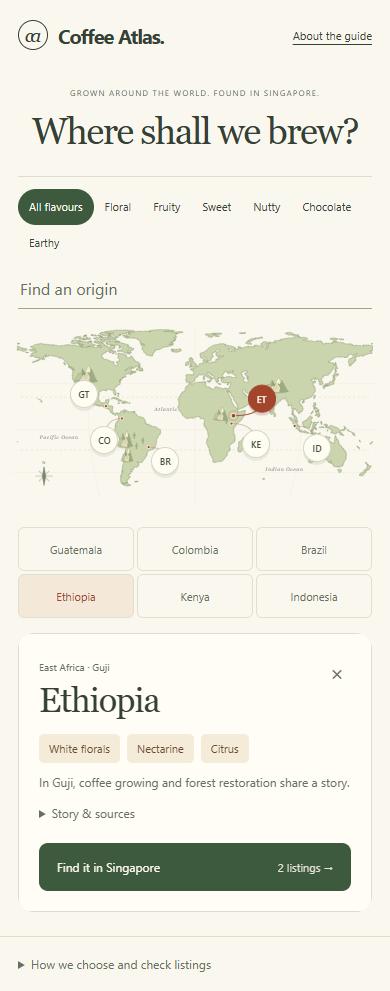 ca Coffee Atlas. About the guide
GROWN AROUND THE WORLD. FOUND IN SINGAPORE.
Where shall we brew?
All flavours Floral Fruity Sweet Nutty Chocolate
Earthy
Find an origin
GT
ET
Atlantic
Pacific Ocean
CO
KE
ID
BR
Indian Ocean
N
Guatemala Colombia Brazil
Ethiopia Kenya Indonesia
East Africa · Guji
✕
Ethiopia
White florals Nectarine Citrus
In Guji, coffee growing and forest restoration share a story.
▶ Story & sources
Find it in Singapore 2 listings →
▶ How we choose and check listings